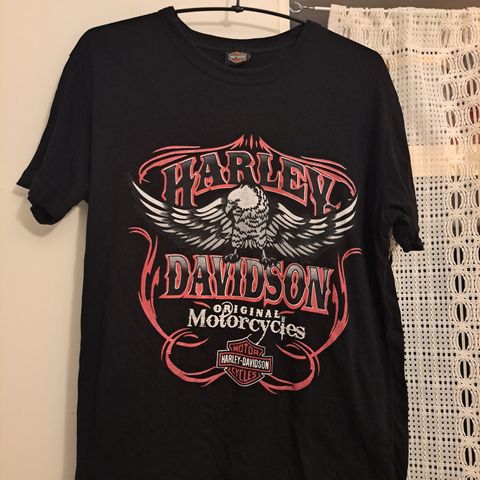 HARLEY
DAVIDSON
ORIGINAL
Motorcycles
MOTOR
HARLEY-DAVIDSON
CYCLES